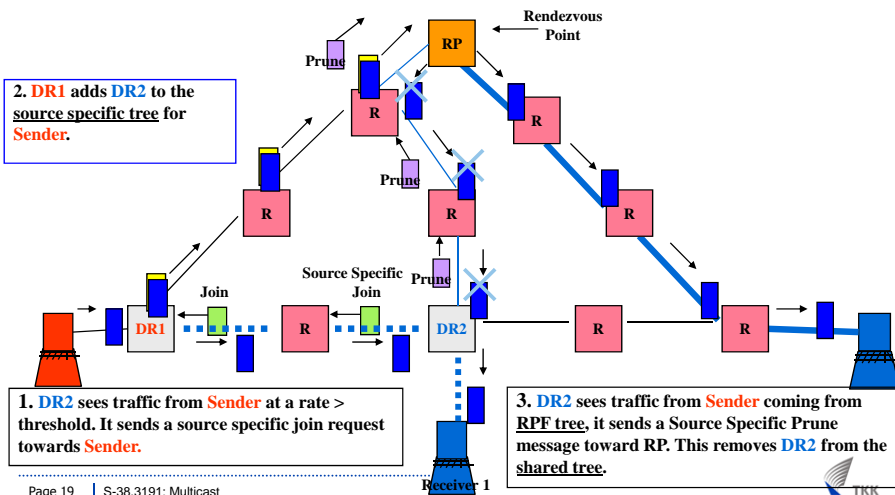 Rendezvous
Point
Prune
RP
2. DR1 adds DR2 to the
source specific tree for
Sender.
R
R
Prune
R
R
R
Prune
Source Specific
Join
Join
DR1
R
DR2
R
R
1. DR2 sees traffic from Sender at a rate >
threshold. It sends a source specific join request
towards Sender.
3. DR2 sees traffic from Sender coming from
RPF tree, it sends a Source Specific Prune
message toward RP. This removes DR2 from the
shared tree.
Receiver 1
Page 19 | S-38.3191: Multicast
TKK